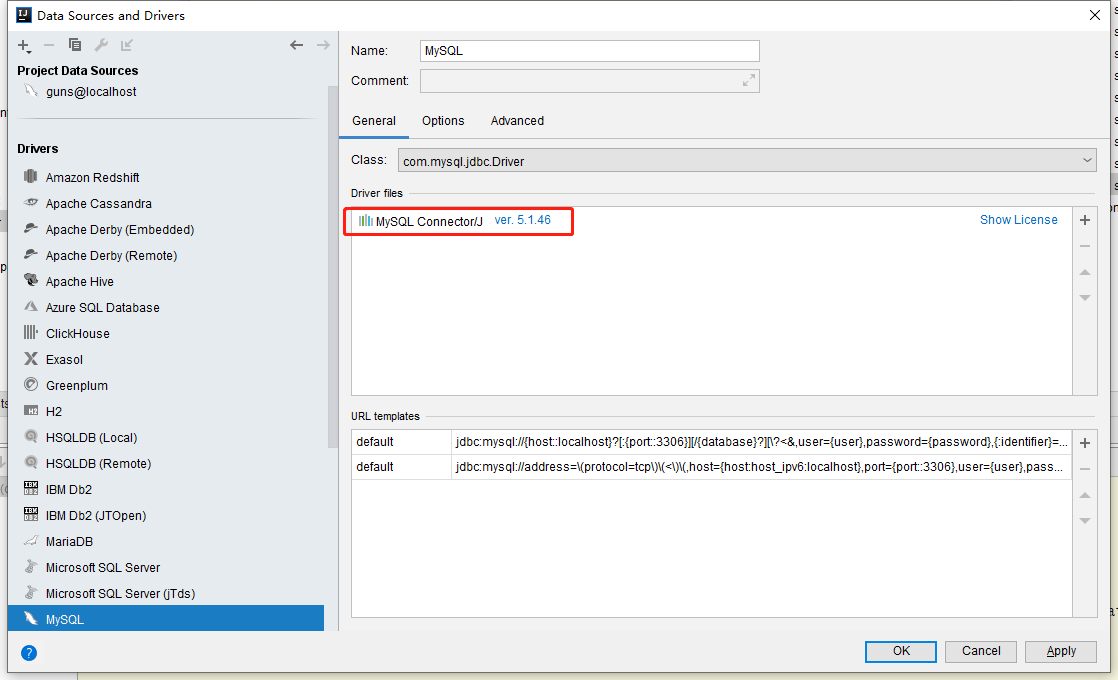 Data Sources and Drivers
Project Data Sources
guns@localhost
Drivers
Amazon Redshift
Apache Cassandra
Apache Derby (Embedded)
Apache Derby (Remote)
Apache Hive
Azure SQL Database
ClickHouse
Exasol
Greenplum
H2
HSQLDB (Local)
HSQLDB (Remote)
IBM Db2
IBM Db2 (JTOpen)
MariaDB
Microsoft SQL Server
Microsoft SQL Server (jTds)
MySQL
Name: MySQL
Comment:
General Options Advanced
Class: com.mysql.jdbc.Driver
Driver files
MySQL Connector/J ver. 5.1.46 Show License
URL templates
default jdbc:mysql://{host::localhost}?[:{port::3306}][/{database}?][\?<&,user={user},password={password},{:identifier}=...
default jdbc:mysql://address=\(protocol=tcp\)\(<\)\(,host={host:host_ipv6:localhost},port={port::3306},user={user},pass...
OK Cancel Apply